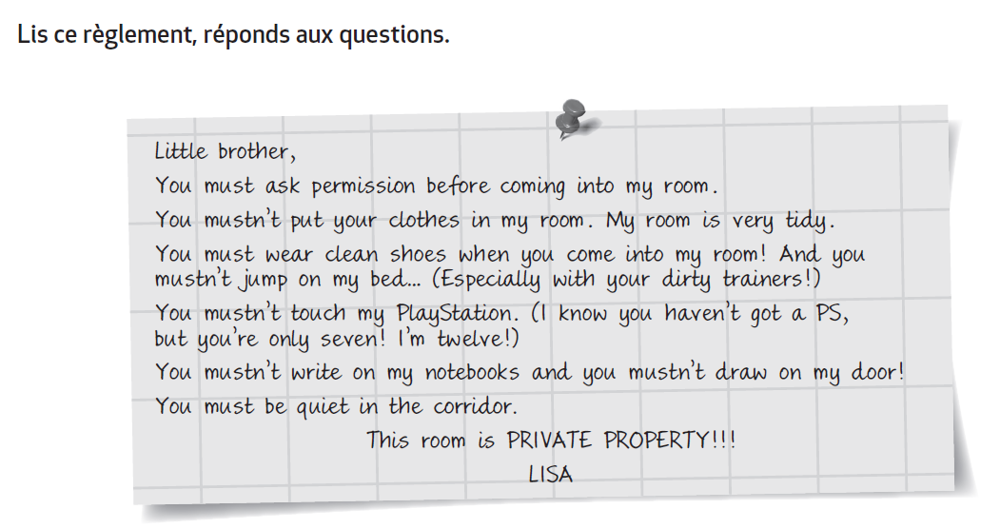 Lis ce règlement, réponds aux questions.
Little brother,
You must ask permission before coming into my room.
You mustn't put your clothes in my room. My room is very tidy.
You must wear clean shoes when you come into my room! And you
mustn't jump on my bed... (Especially with your dirty trainers!)
You mustn't touch my PlayStation. (I know you haven't got a PS,
but you're only seven! I'm twelve!)
You mustn't write on my notebooks and you mustn't draw on my door!
You must be quiet in the corridor.
This room is PRIVATE PROPERTY!!!
LISA